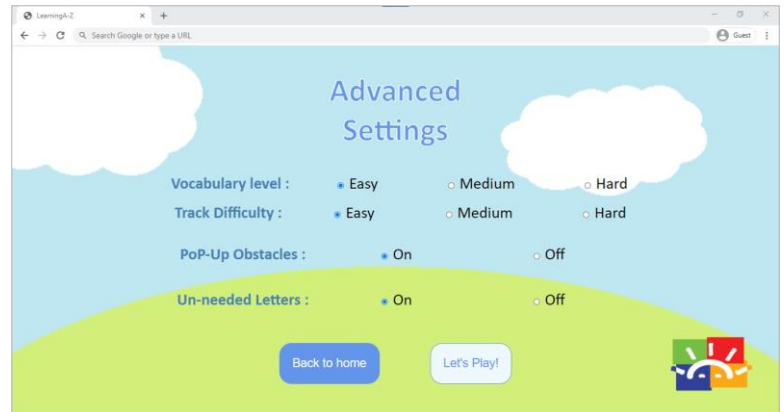 LearningA-Z
Search Google or type a URL
Guest
Advanced
Settings
Vocabulary level : Easy Medium Hard
Track Difficulty : Easy Medium Hard
PoP-Up Obstacles : On Off
Un-needed Letters : On Off
Back to home Let's Play!